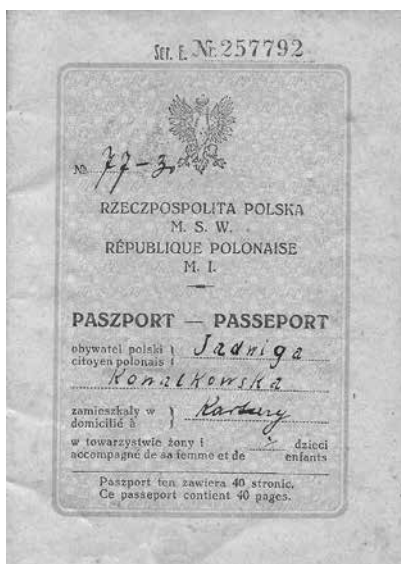 Ser. E. № 257792
№ 77-3
RZECZPOSPOLITA POLSKA
M. S. W.
RÉPUBLIQUE POLONAISE
M. I.
PASZPORT — PASSEPORT
obywatel polski } Jadwiga
citoyen polonais
Kowalkowska
zamieszkały w }
domicilié à
w towarzystwie żony i dzieci
accompagné de sa femme et de enfants
Paszport ten zawiera 40 stronic.
Ce passeport contient 40 pages.